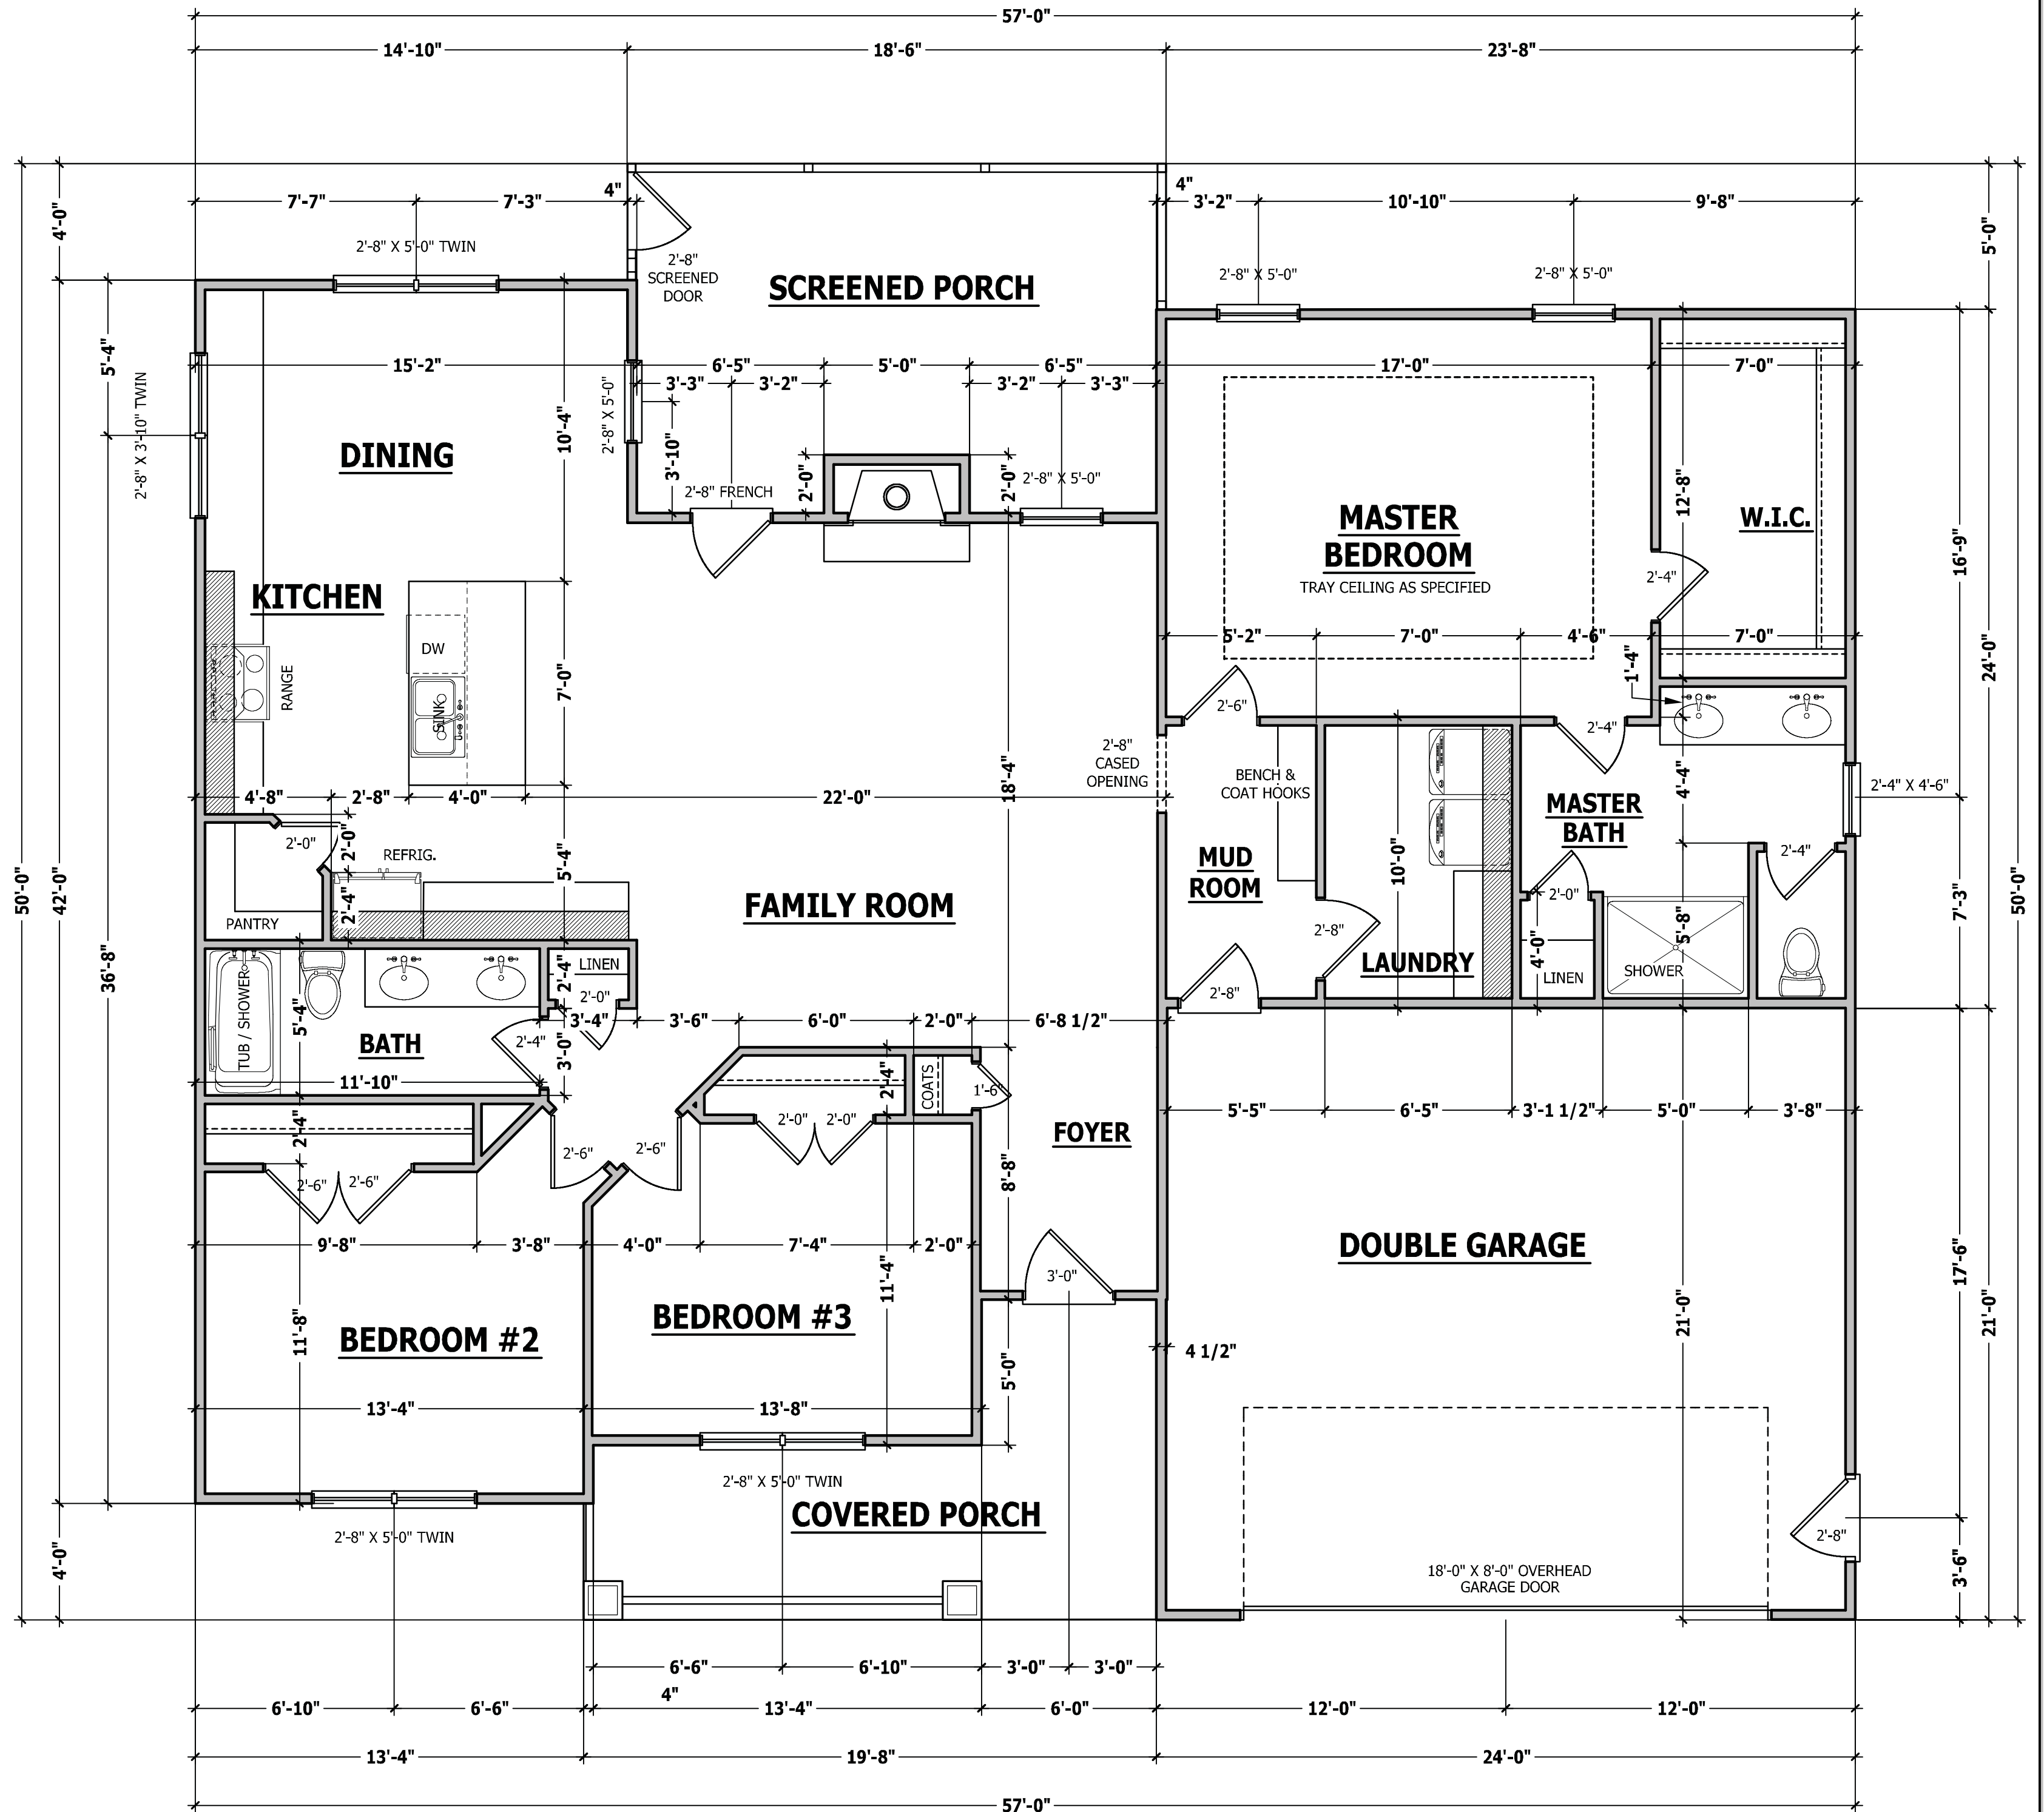 57'-0"
14'-10" 18'-6" 23'-8"
7'-7" 7'-3" 4" 4" 3'-2" 10'-10" 9'-8"
4'-0" 5'-0"
2'-8" X 5'-0" TWIN
2'-8"
SCREENED
DOOR
SCREENED PORCH
2'-8" X 5'-0" 2'-8" X 5'-0"
5'-4"
2'-8" X 3'-10" TWIN
15'-2" 6'-5" 5'-0" 6'-5" 17'-0" 7'-0"
3'-3" 3'-2" 3'-2" 3'-3"
2'-8" X 5'-0"
10'-4"
3'-10"
DINING
2'-0" 2'-0"
2'-8" FRENCH 2'-8" X 5'-0"
12'-8"
MASTER
BEDROOM
TRAY CEILING AS SPECIFIED
W.I.C.
16'-9"
2'-4"
KITCHEN
DW
SINK
RANGE
7'-0"
5'-2" 7'-0" 4'-6" 7'-0"
1'-4"
24'-0"
2'-6" 2'-4"
2'-8"
CASED
OPENING
BENCH &
COAT HOOKS
18'-4"
4'-4"
2'-4" X 4'-6"
4'-8" 2'-8" 4'-0" 22'-0"
MASTER
BATH
2'-0"
2'-0"
REFRIG.
5'-4"
2'-4"
PANTRY
FAMILY ROOM
MUD
ROOM
10'-0"
2'-4"
2'-0"
50'-0"
42'-0"
36'-8"
7'-3"
50'-0"
2'-8"
LAUNDRY
4'-0"
LINEN
5'-8"
SHOWER
LINEN
2'-4"
2'-0"
2'-8"
TUB / SHOWER
5'-4"
BATH
2'-4"
3'-4" 3'-6" 6'-0" 2'-0" 6'-8 1/2"
3'-0"
11'-10"
2'-4"
COATS
1'-6"
5'-5" 6'-5" 3'-1 1/2" 5'-0" 3'-8"
2'-4"
2'-0" 2'-0"
FOYER
2'-6" 2'-6"
2'-6" 2'-6"
8'-8"
9'-8" 3'-8" 4'-0" 7'-4" 2'-0"
DOUBLE GARAGE
17'-6"
11'-4"
3'-0"
BEDROOM #3
BEDROOM #2
11'-8"
21'-0"
21'-0"
4 1/2"
5'-0"
13'-4" 13'-8"
2'-8" X 5'-0" TWIN
COVERED PORCH
2'-8" X 5'-0" TWIN
2'-8"
4'-0"
3'-6"
18'-0" X 8'-0" OVERHEAD
GARAGE DOOR
6'-6" 6'-10" 3'-0" 3'-0"
4"
6'-10" 6'-6" 13'-4" 6'-0" 12'-0" 12'-0"
13'-4" 19'-8" 24'-0"
57'-0"